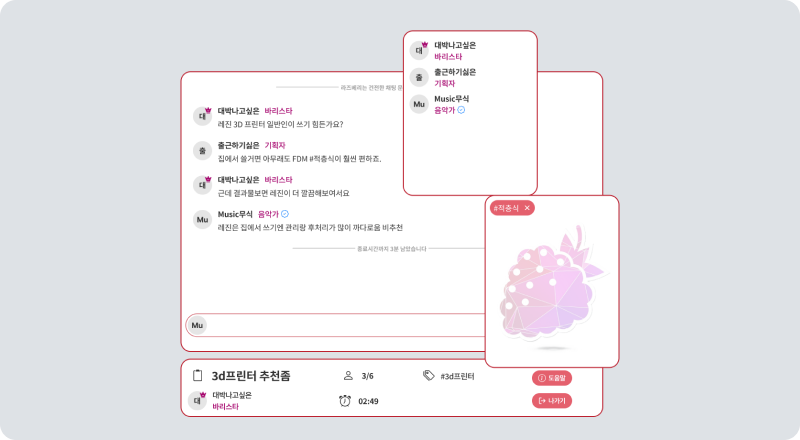 대박나고싶은
바리스타
출근하기싫은
기획자
Music무식
음악가
라즈베리는 건전한 채팅 문
대박나고싶은 바리스타
레진 3D 프린터 일반인이 쓰기 힘든가요?
출근하기싫은 기획자
집에서 쓸거면 아무래도 FDM #적층식이 훨씬 편하죠.
대박나고싶은 바리스타
근데 결과물보면 레진이 더 깔끔해보여서요
Music무식 음악가
레진은 집에서 쓰기엔 관리랑 후처리가 많이 까다로움 비추천
종료시간까지 3분 남았습니다
#적층식 ×
대
출
Mu
대
출
대
Mu
Mu
3d프린터 추천좀
3/6
#3d프린터
도움말
대
대박나고싶은
바리스타
02:49
나가기